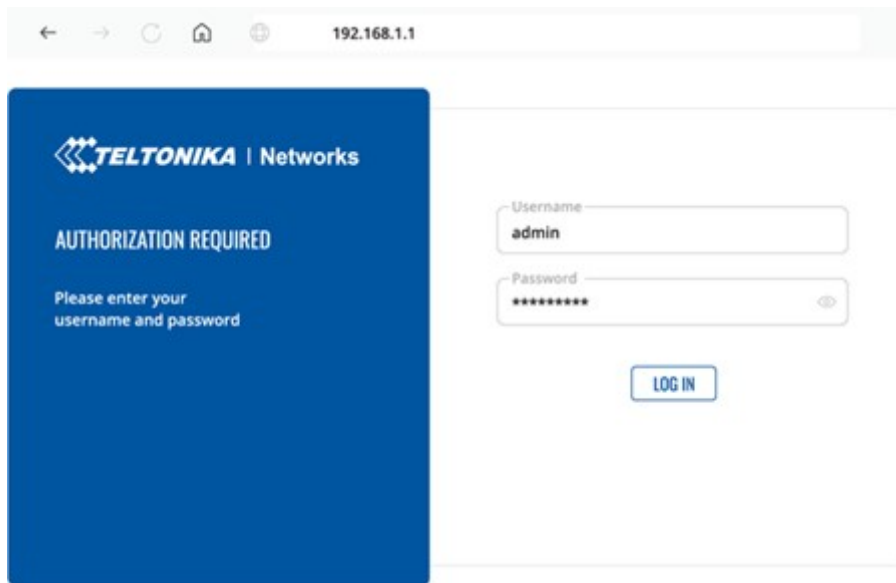 192.168.1.1
TELTONIKA | Networks
AUTHORIZATION REQUIRED
Please enter your
username and password
Username
admin
Password
*********
LOG IN